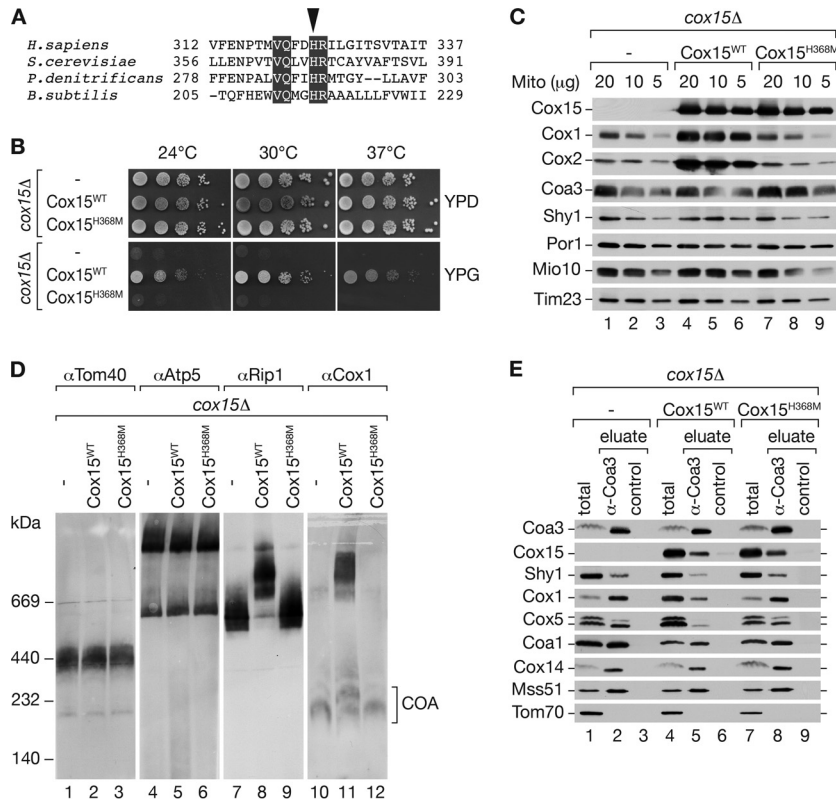 A
H.sapiens 312 VFENPTMVQFDHRILGITSVTAIT 337
S.cerevisiae 356 LLENPVTVQLVHRTCAYVAFTSVL 391
P.denitrificans 278 FFENPALVQFIHRMTGY--LLAVF 303
B.subtilis 205 -TQFHEWVQMGHRAAALLLFVWII 229
B
24°C 30°C 37°C
cox15Δ
-
Cox15WT
Cox15H368M
YPD
cox15Δ
-
Cox15WT
Cox15H368M
YPG
C
cox15Δ
- Cox15WT Cox15H368M
Mito (µg) 20 10 5 20 10 5 20 10 5
Cox15
Cox1
Cox2
Coa3
Shy1
Por1
Mio10
Tim23
1 2 3 4 5 6 7 8 9
D
αTom40 αAtp5 αRip1 αCox1
cox15Δ
- Cox15WT Cox15H368M - Cox15WT Cox15H368M - Cox15WT Cox15H368M - Cox15WT Cox15H368M
kDa
669
440
232
140
COA
1 2 3 4 5 6 7 8 9 10 11 12
E
cox15Δ
- Cox15WT Cox15H368M
eluate eluate eluate
total α-Coa3 control total α-Coa3 control total α-Coa3 control
Coa3
Cox15
Shy1
Cox1
Cox5
Coa1
Cox14
Mss51
Tom70
1 2 3 4 5 6 7 8 9